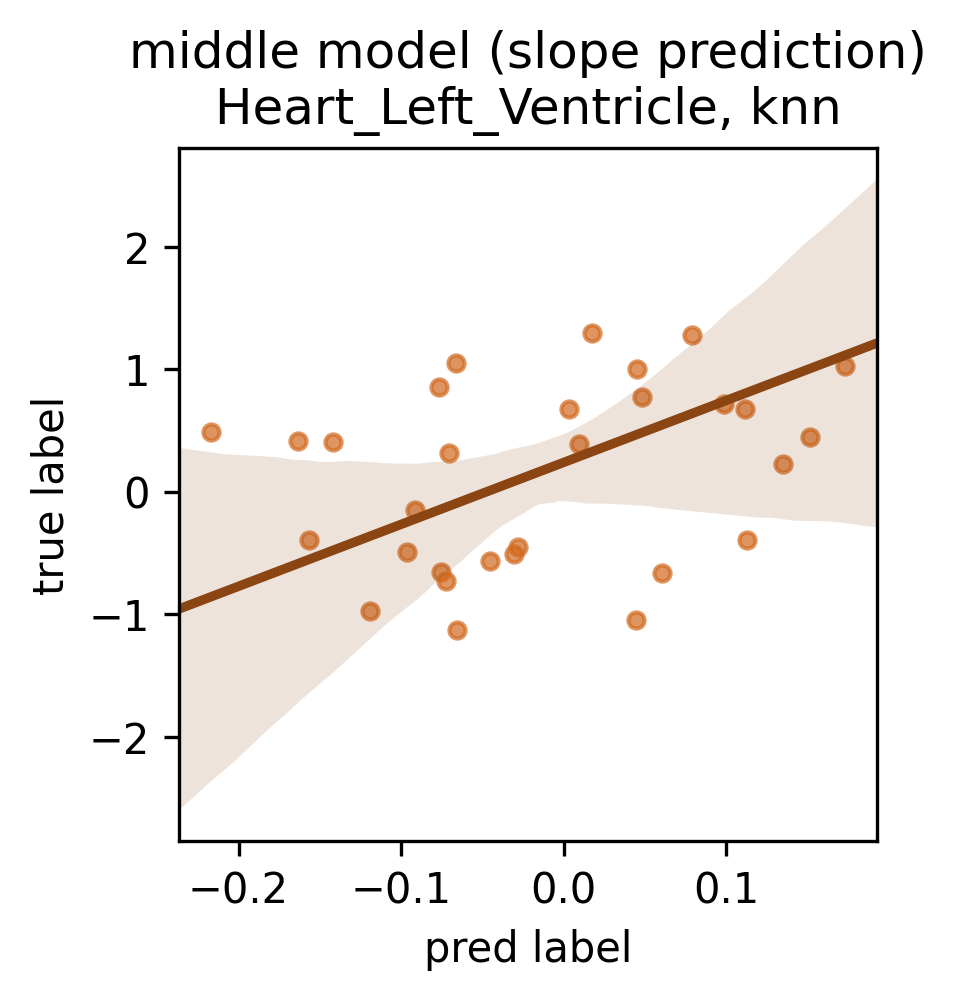 middle model (slope prediction)
Heart_Left_Ventricle, knn
2
1
0
−1
−2
true label
−0.2
−0.1
0.0
0.1
pred label